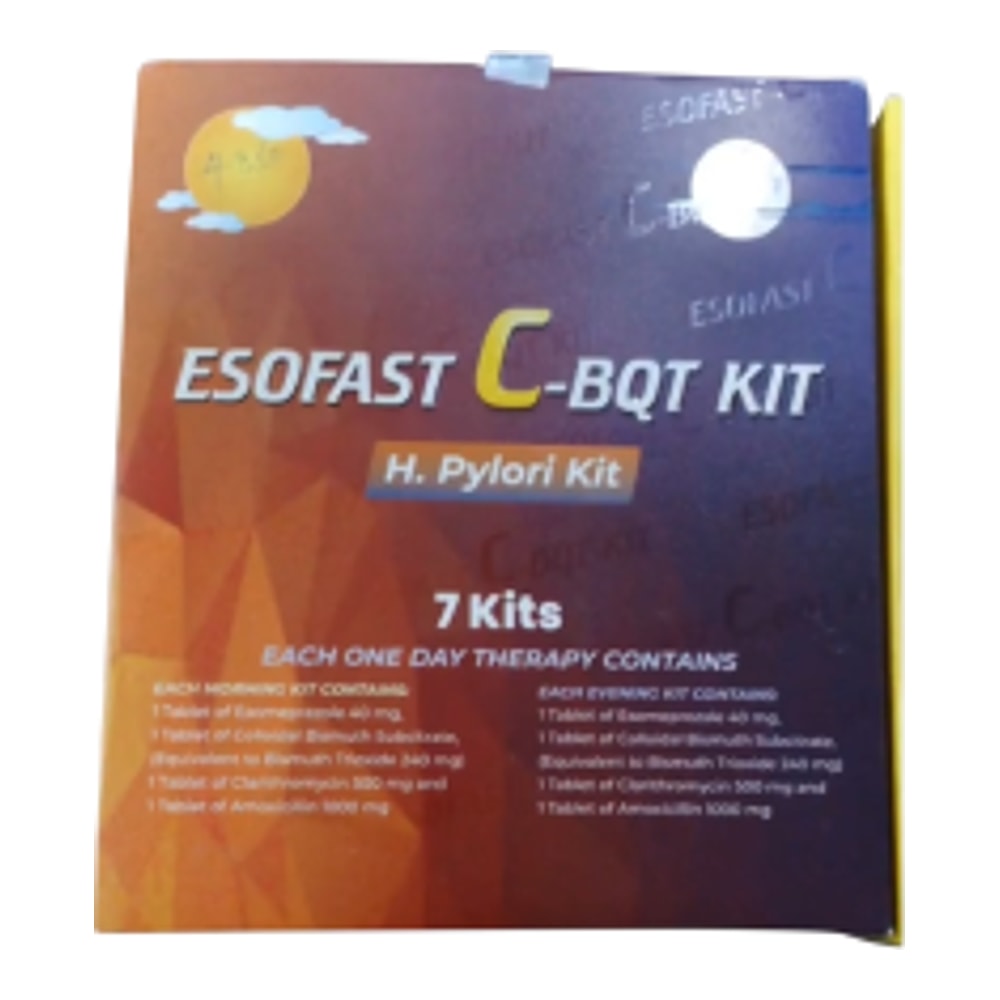 ESOFAST
ESOFAST C
ESOFAST C-BQT KIT
H. Pylori Kit
C-BQT KIT
7 Kits
EACH ONE DAY THERAPY CONTAINS
EACH MORNING KIT CONTAINS:
1 Tablet of Esomeprazole 40 mg,
1 Tablet of Colloidal Bismuth Subcitrate,
(Equivalent to Bismuth Trioxide 240 mg)
1 Tablet of Clarithromycin 500 mg and
1 Tablet of Amoxicillin 1000 mg
EACH EVENING KIT CONTAINS:
1 Tablet of Esomeprazole 40 mg,
1 Tablet of Colloidal Bismuth Subcitrate,
(Equivalent to Bismuth Trioxide 240 mg)
1 Tablet of Clarithromycin 500 mg and
1 Tablet of Amoxicillin 1000 mg